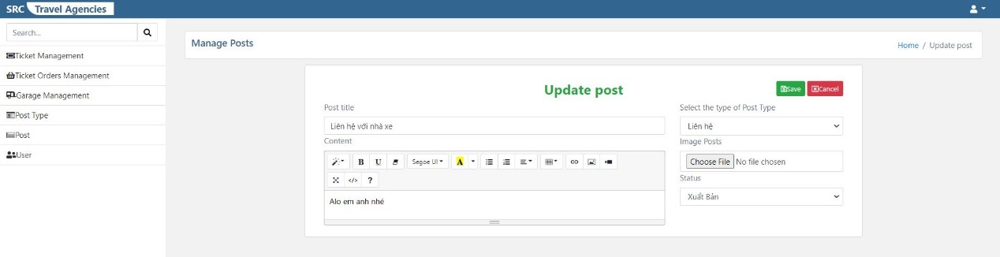 SRC Travel Agencies
Search...
Ticket Management
Ticket Orders Management
Garage Management
Post Type
Post
User
Manage Posts
Home / Update post
Update post
Save Cancel
Post title
Liên hệ với nhà xe
Content
B U Segoe UI A
</> ?
Alo em anh nhé
Select the type of Post Type
Liên hệ
Image Posts
Choose File No file chosen
Status
Xuất Bản